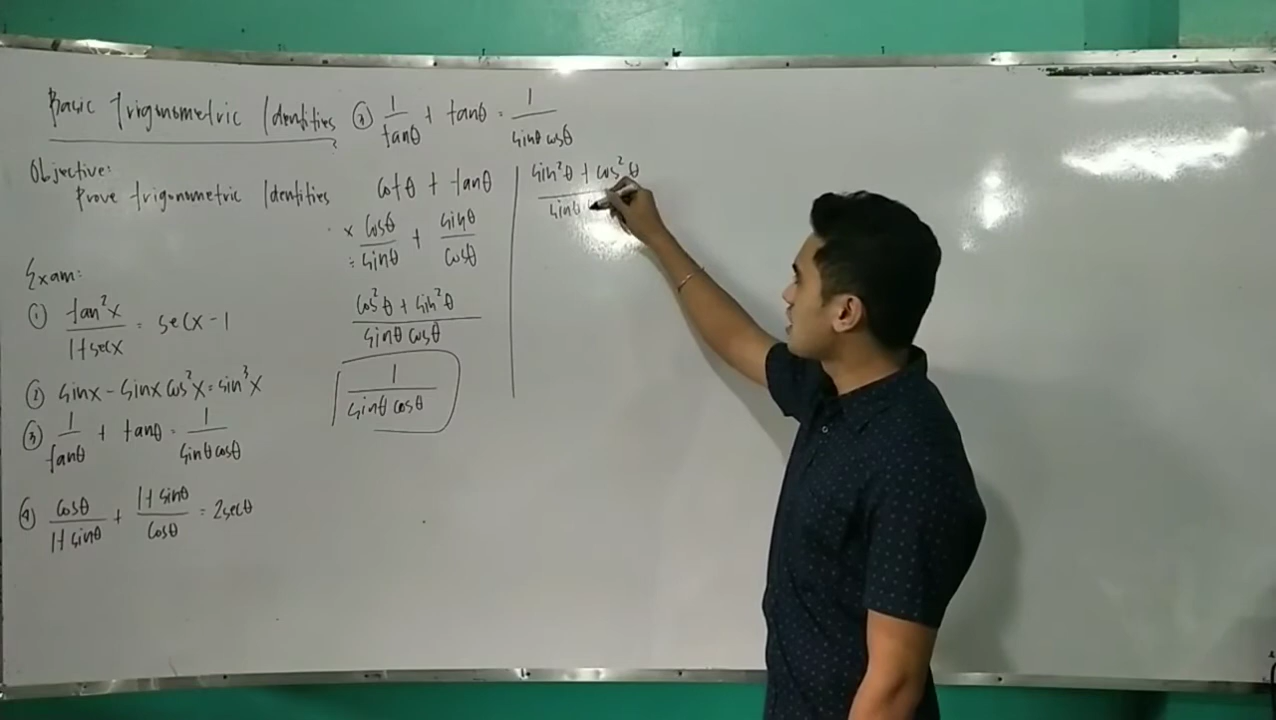 Basic Trigonometric Identities
Objective:
Prove trigonometric Identities
Exam:
① tan²x / 1+secx = secx - 1
② sinx - sinx cos²x = sin³x
③ 1/tanθ + tanθ = 1/sinθcosθ
④ cosθ/1+sinθ + 1+sinθ/cosθ = 2secθ
③ 1/tanθ + tanθ = 1/sinθ cosθ
cotθ + tanθ
× cosθ/sinθ + sinθ/cosθ
÷
cos²θ + sin²θ / sinθ cosθ
1 / sinθ cosθ
sin²θ + cos²θ / sinθ